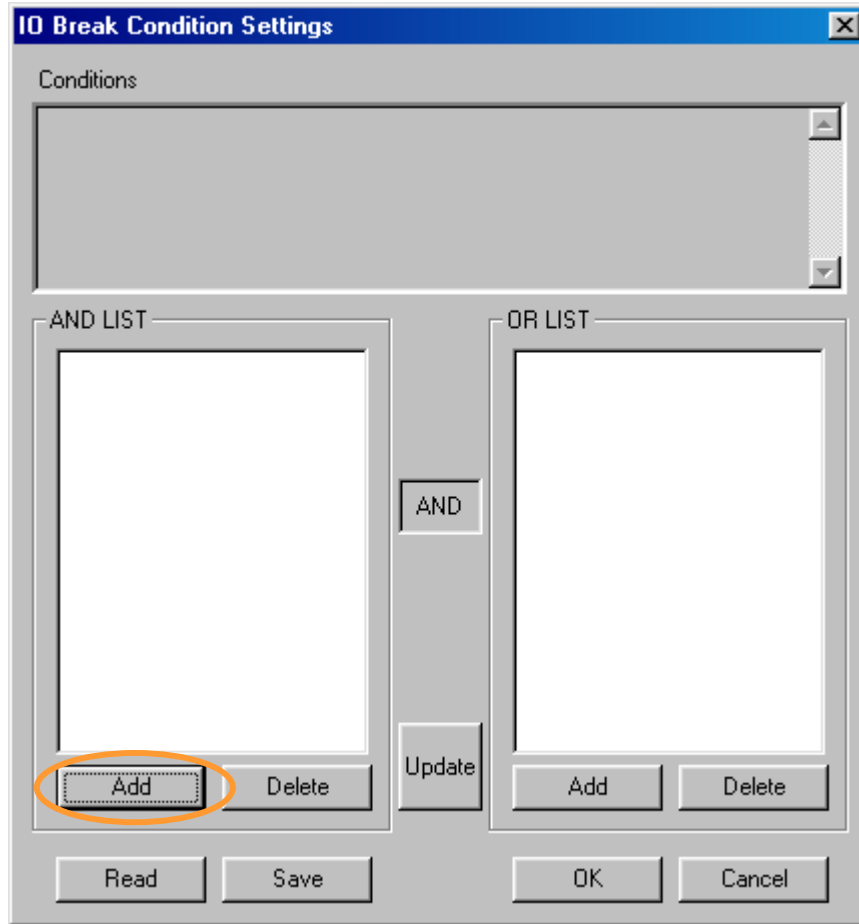 IO Break Condition Settings
Conditions
AND LIST
OR LIST
AND
Update
Add
Delete
Add
Delete
Read
Save
OK
Cancel